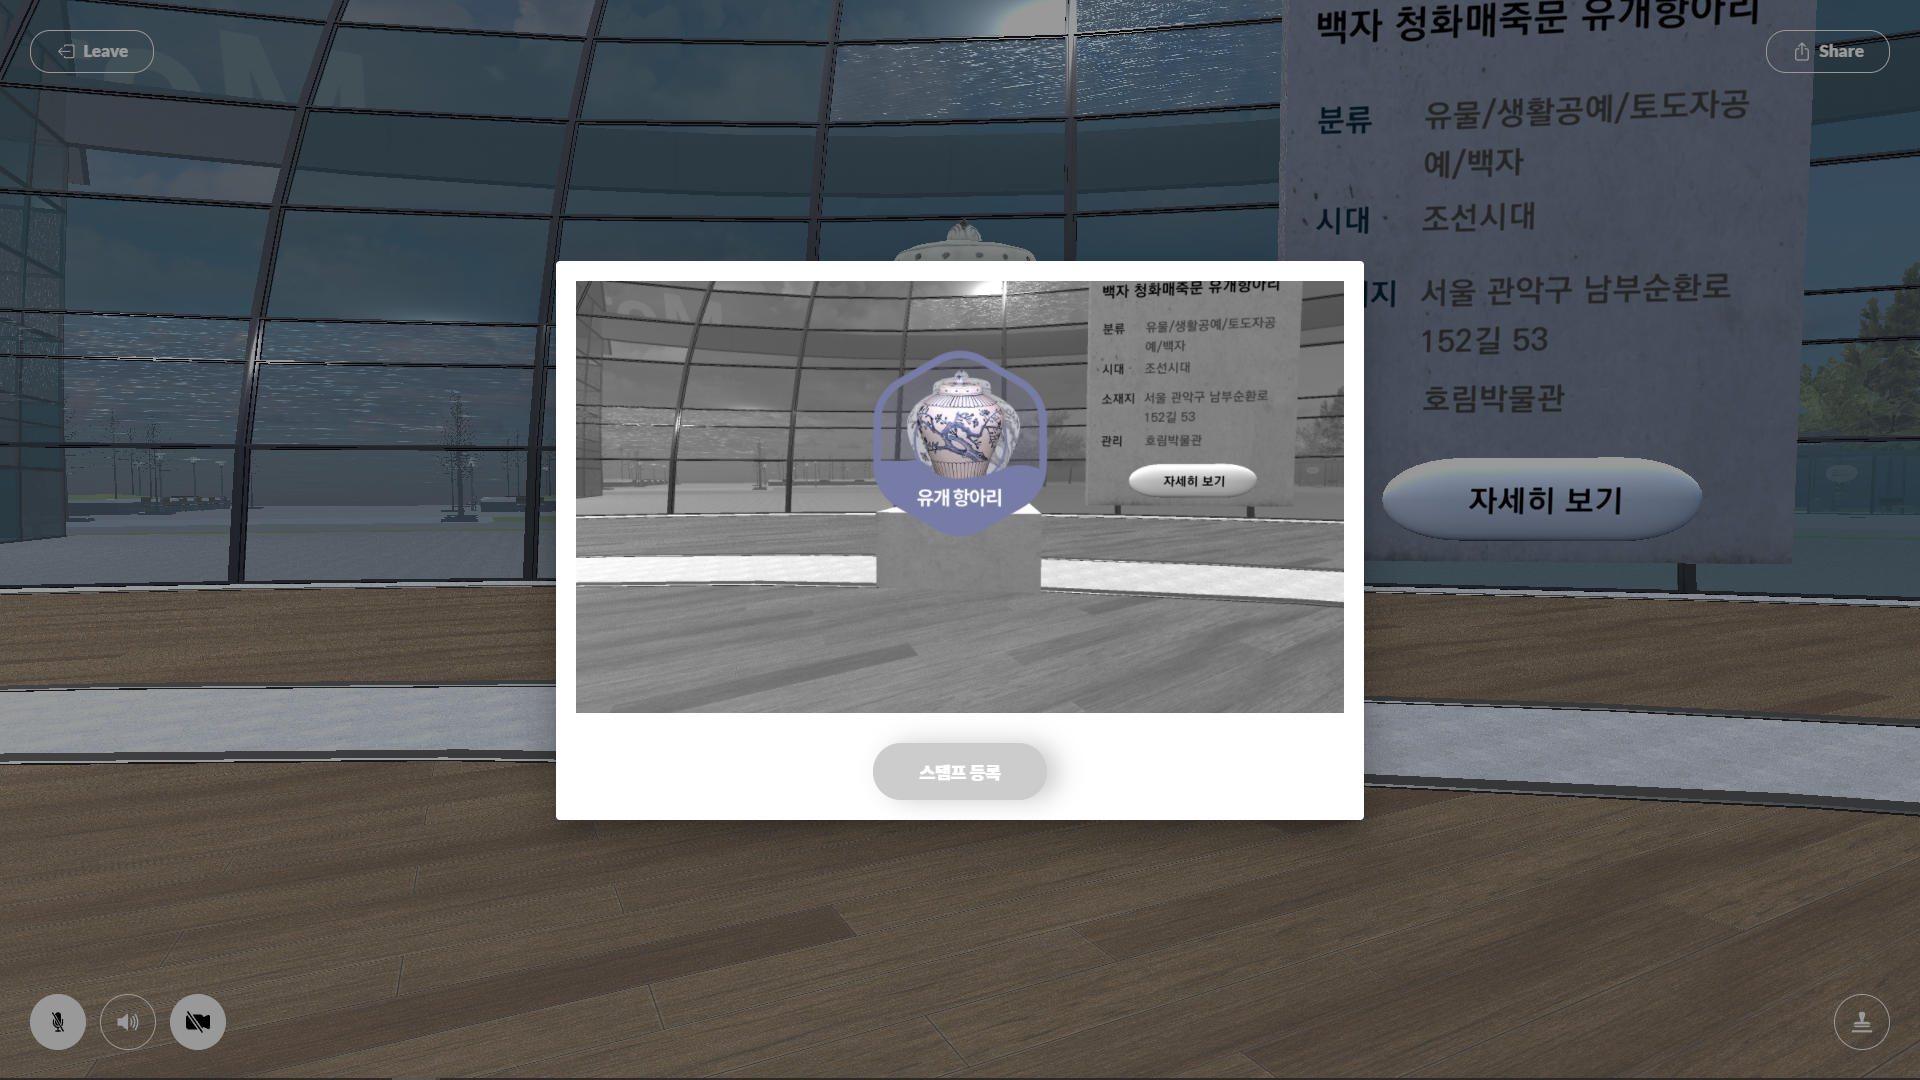 Leave
Share
백자 청화매죽문 유개항아리
분류 유물/생활공예/토도자공
예/백자
시대 조선시대
지 서울 관악구 남부순환로
152길 53
호림박물관
자세히 보기
백자 청화매죽문 유개항아리
분류 유물/생활공예/토도자공
예/백자
시대 조선시대
소재지 서울 관악구 남부순환로
152길 53
관리 호림박물관
자세히 보기
유개 항아리
스탬프 등록